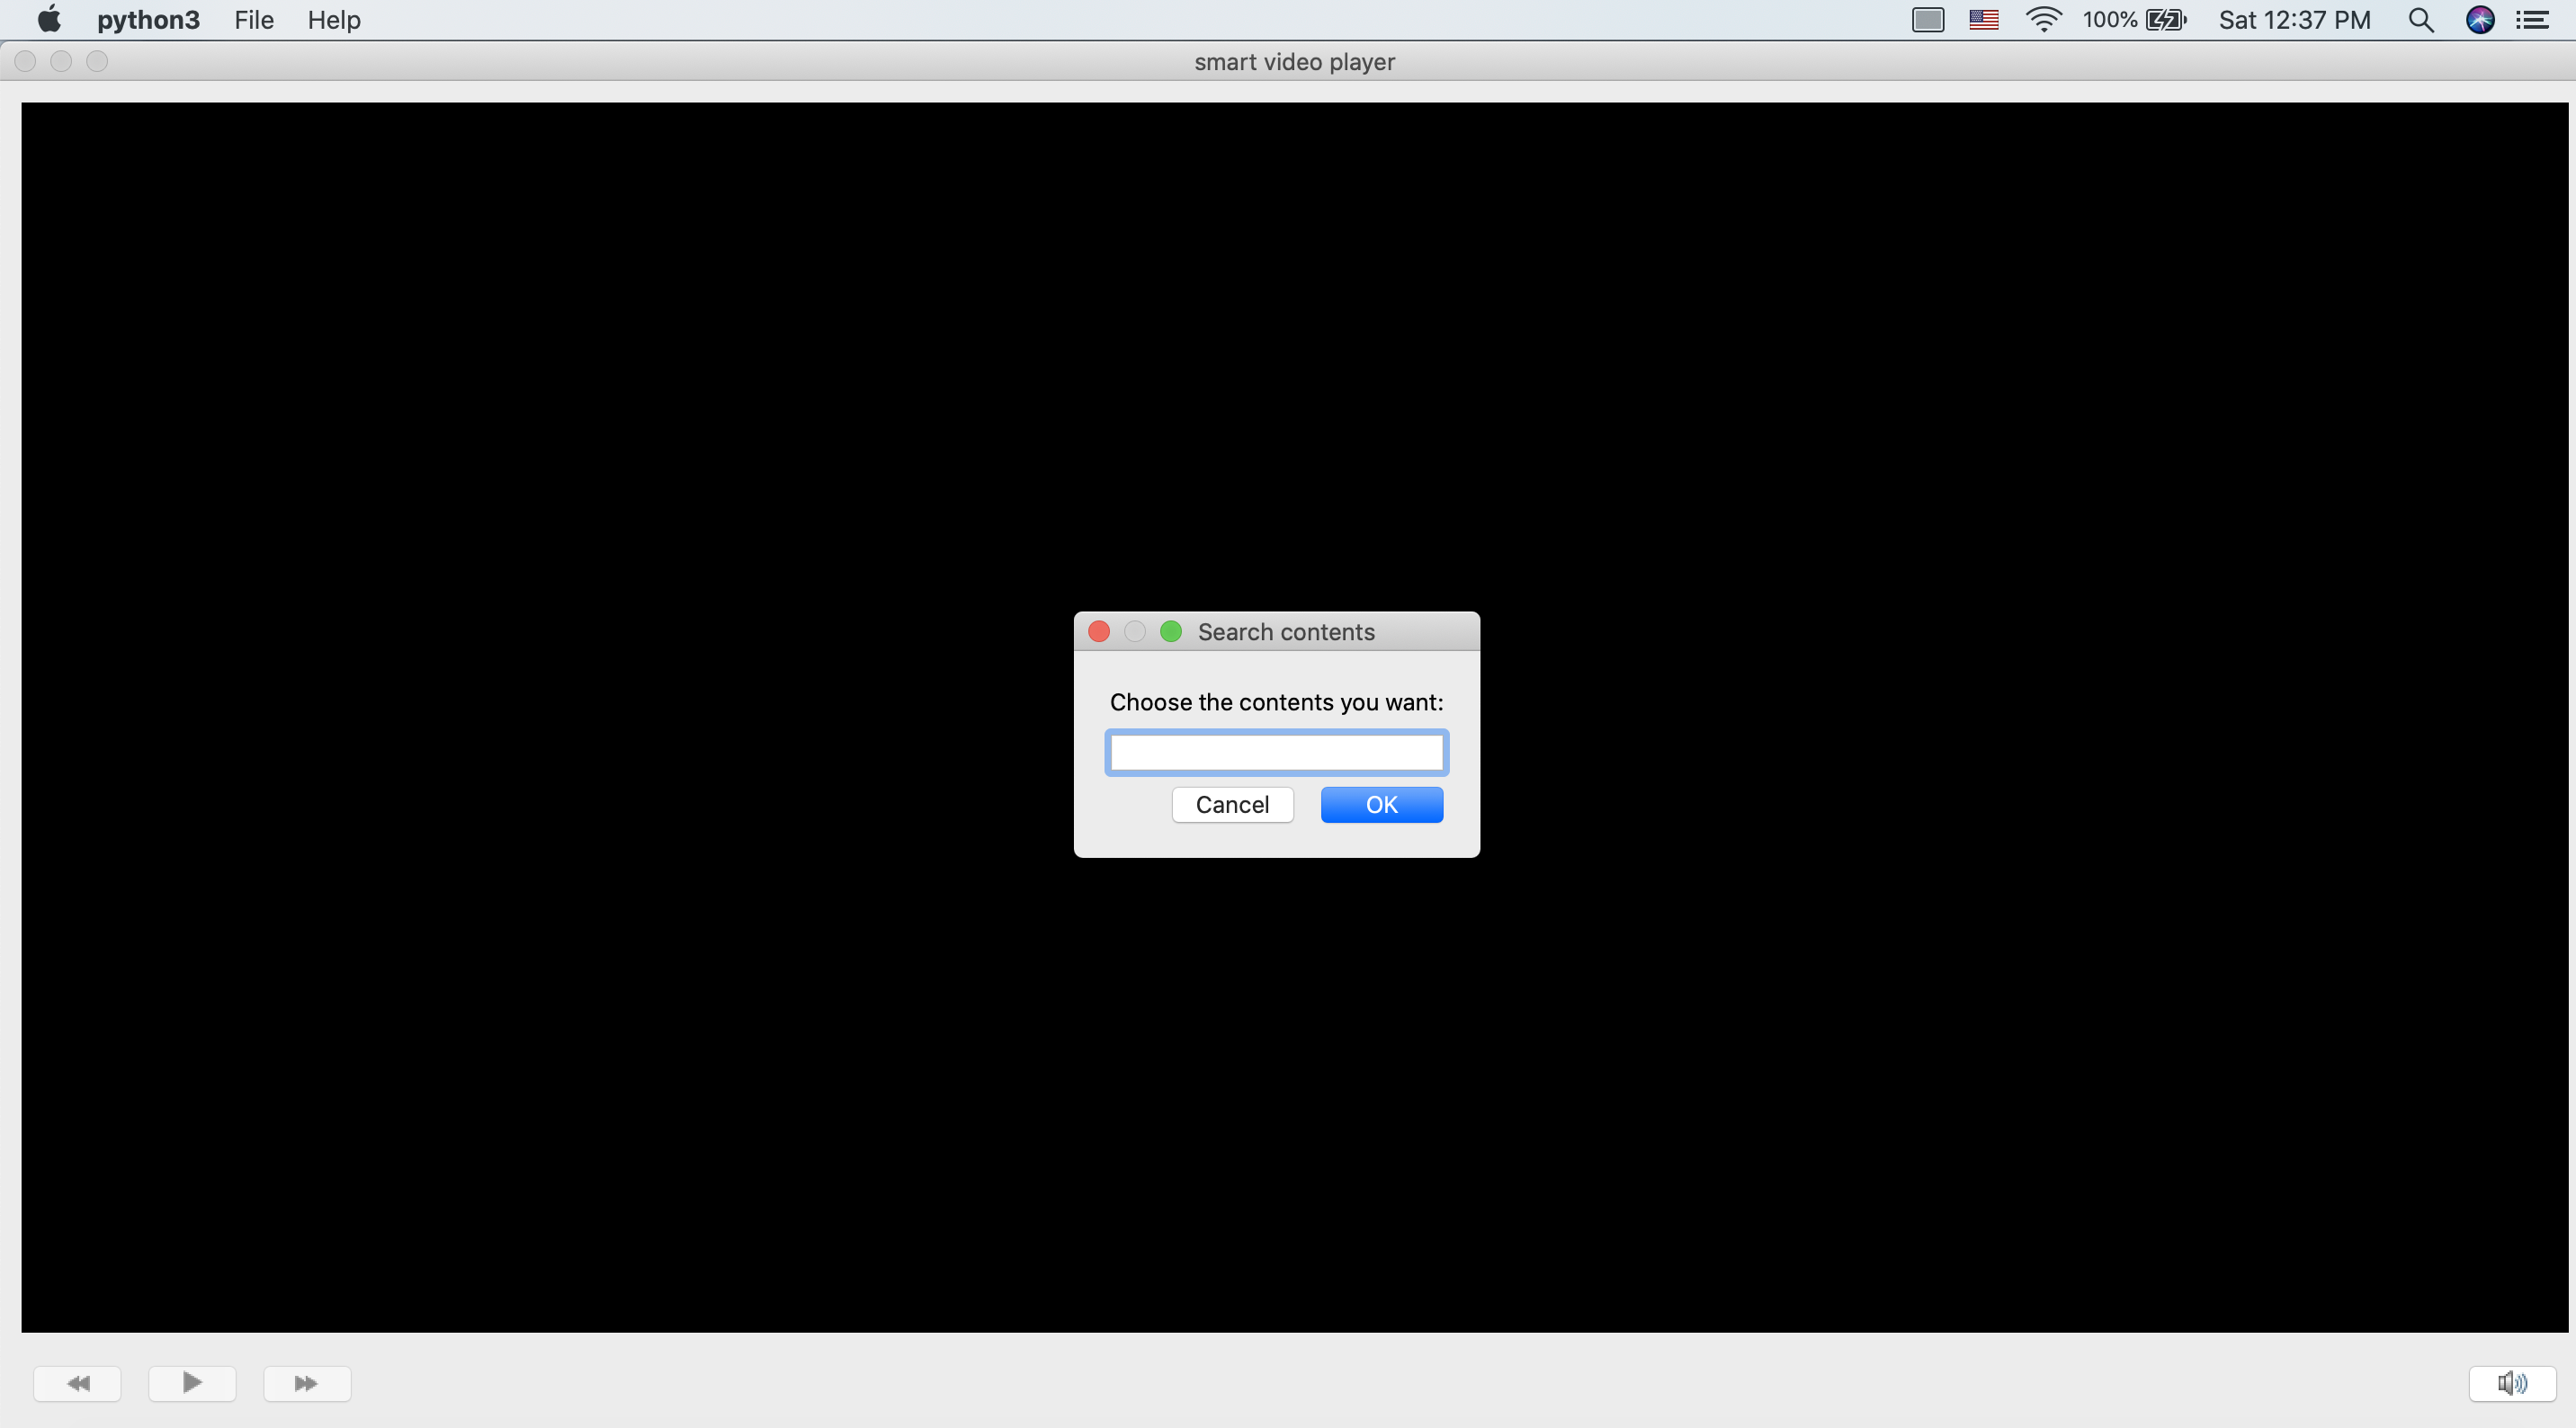 python3 File Help 100% Sat 12:37 PM
smart video player
Search contents
Choose the contents you want:
Cancel OK